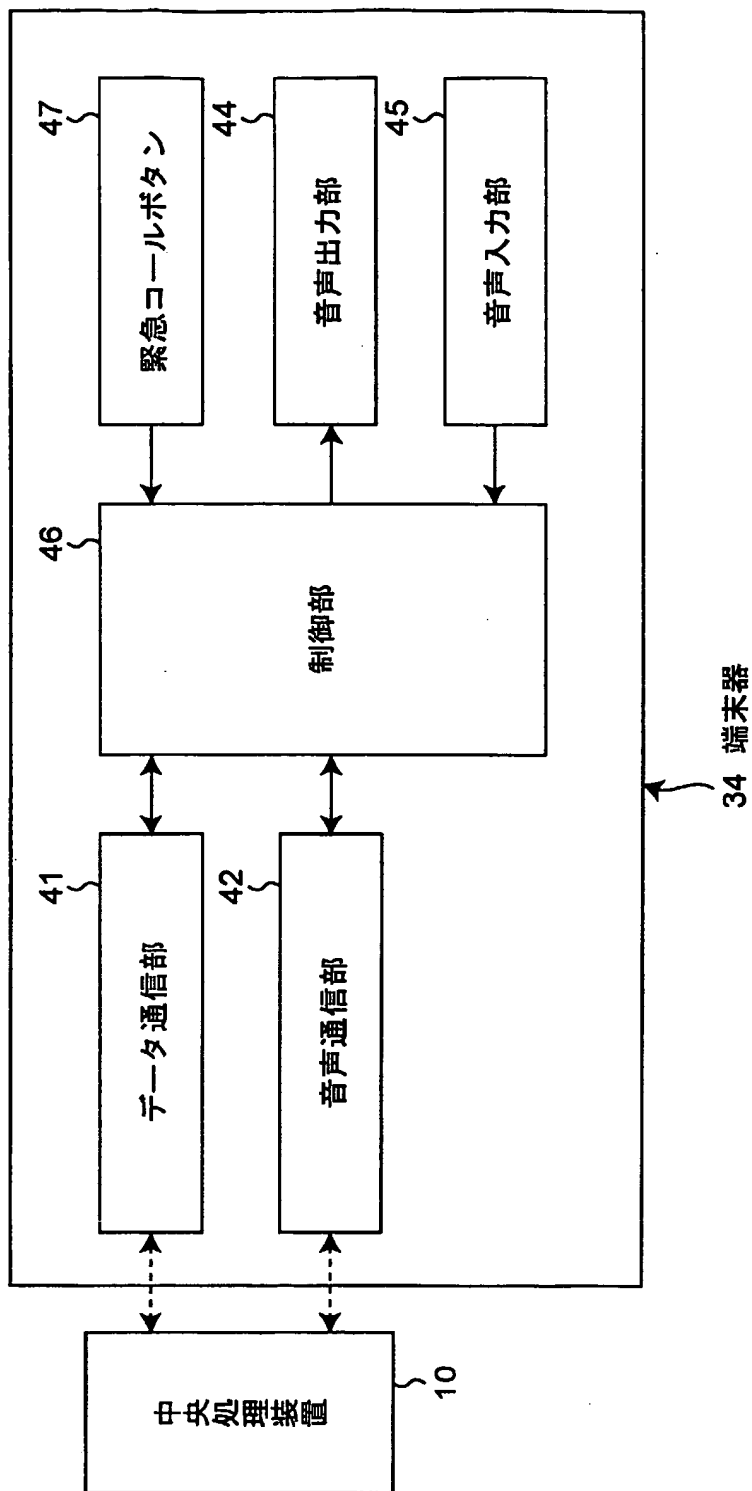 中央処理装置
10
41
データ通信部
42
音声通信部
46
制御部
47
緊急コールボタン
44
音声出力部
45
音声入力部
34 端末器